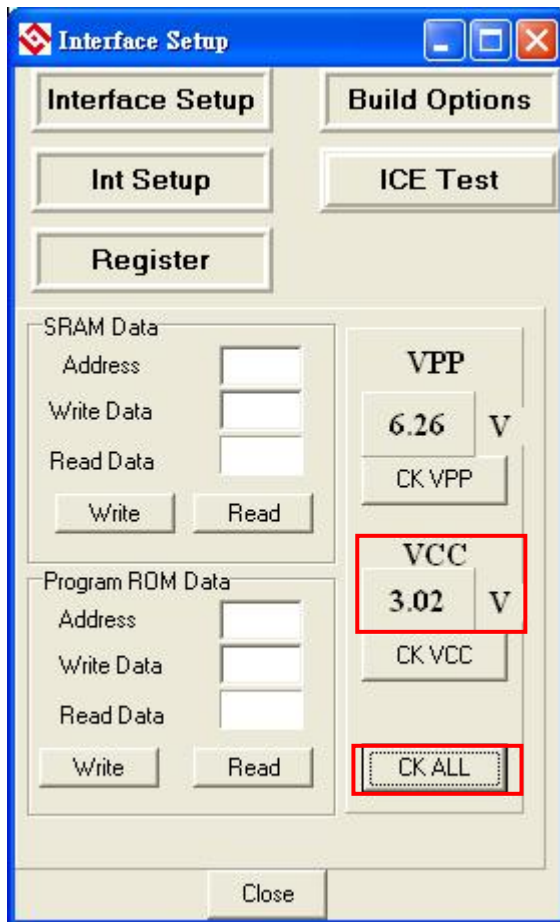 Interface Setup
Interface Setup
Build Options
Int Setup
ICE Test
Register
SRAM Data
Address
Write Data
Read Data
Write
Read
Program ROM Data
Address
Write Data
Read Data
Write
Read
VPP
6.26 V
CK VPP
VCC
3.02 V
CK VCC
CK ALL
Close